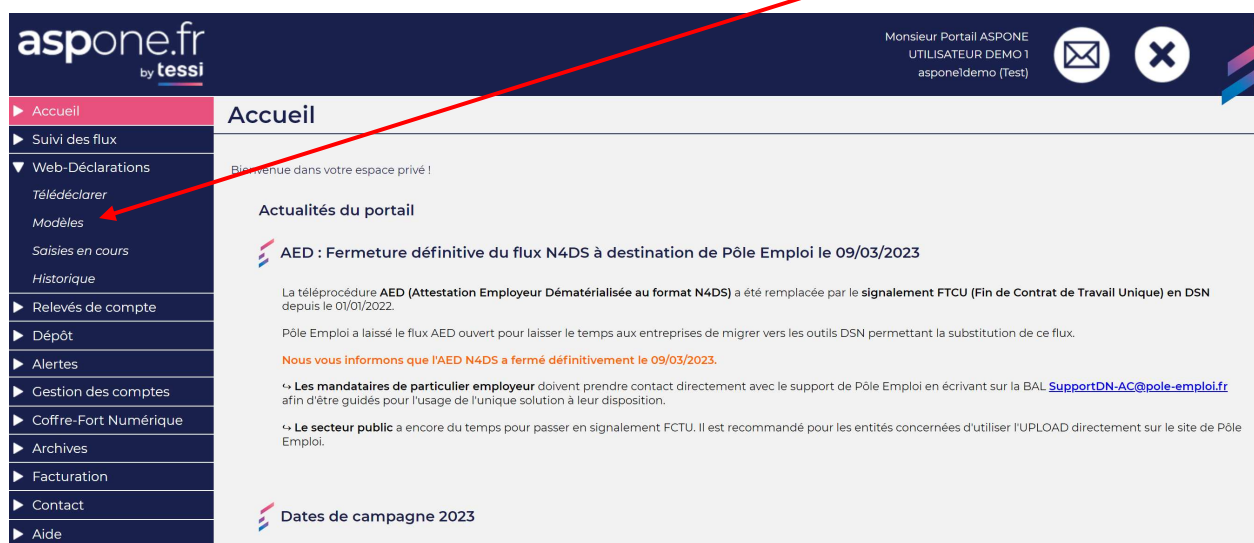 aspone.fr
by tessi
Monsieur Portail ASPONE
UTILISATEUR DEMO 1
aspone1demo (Test)
Accueil
Suivi des flux
Web-Déclarations
Télédéclarer
Modèles
Saisies en cours
Historique
Relevés de compte
Dépôt
Alertes
Gestion des comptes
Coffre-Fort Numérique
Archives
Facturation
Contact
Aide
Accueil
Bienvenue dans votre espace privé !
Actualités du portail
AED : Fermeture définitive du flux N4DS à destination de Pôle Emploi le 09/03/2023
La téléprocédure AED (Attestation Employeur Dématérialisée au format N4DS) a été remplacée par le signalement FTCU (Fin de Contrat de Travail Unique) en DSN
depuis le 01/01/2022.
Pôle Emploi a laissé le flux AED ouvert pour laisser le temps aux entreprises de migrer vers les outils DSN permettant la substitution de ce flux.
Nous vous informons que l'AED N4DS a fermé définitivement le 09/03/2023.
↪ Les mandataires de particulier employeur doivent prendre contact directement avec le support de Pôle Emploi en écrivant sur la BAL SupportDN-AC@pole-emploi.fr
afin d'être guidés pour l'usage de l'unique solution à leur disposition.
↪ Le secteur public a encore du temps pour passer en signalement FCTU. Il est recommandé pour les entités concernées d'utiliser l'UPLOAD directement sur le site de Pôle
Emploi.
Dates de campagne 2023